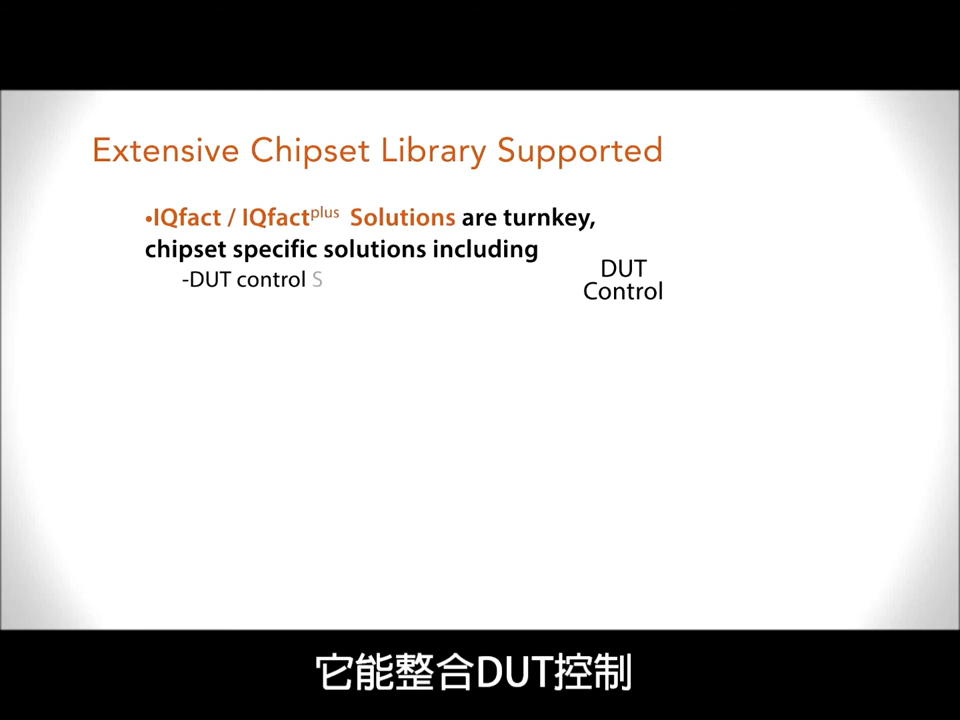 Extensive Chipset Library Supported
•IQfact / IQfactplus Solutions are turnkey,
chipset specific solutions including
-DUT control S
DUT
Control
它能整合DUT控制